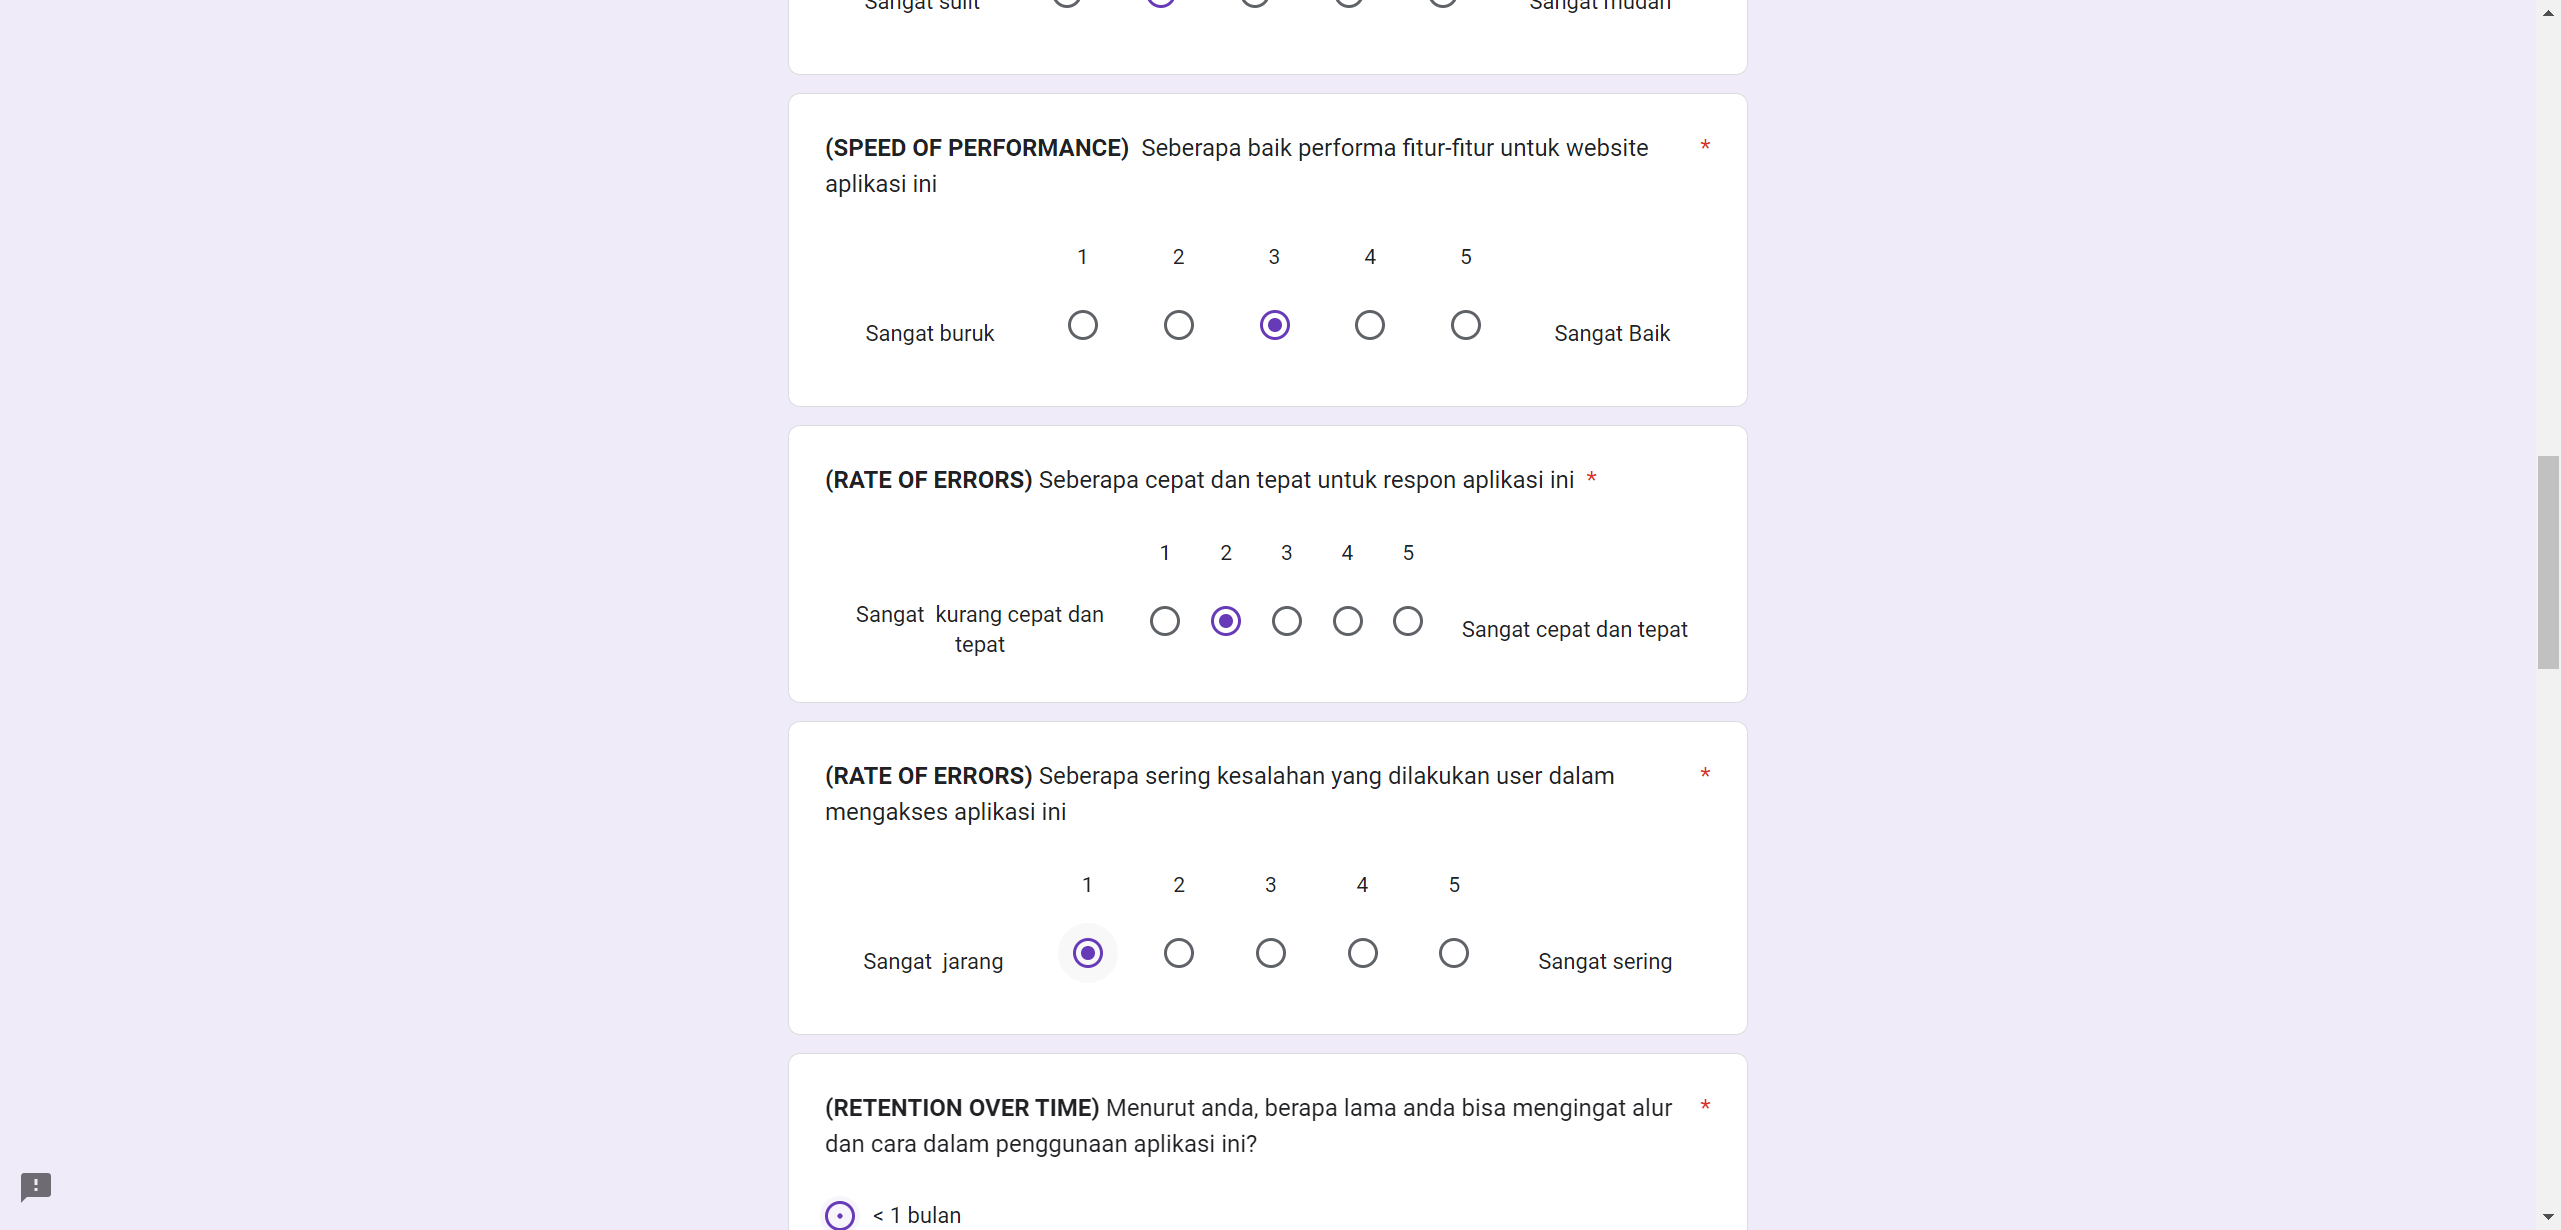 Sangat sulit Sangat mudah
(SPEED OF PERFORMANCE)  Seberapa baik performa fitur-fitur untuk website *
aplikasi ini
1 2 3 4 5
Sangat buruk Sangat Baik
(RATE OF ERRORS) Seberapa cepat dan tepat untuk respon aplikasi ini *
1 2 3 4 5
Sangat  kurang cepat dan
tepat
Sangat cepat dan tepat
(RATE OF ERRORS) Seberapa sering kesalahan yang dilakukan user dalam *
mengakses aplikasi ini
1 2 3 4 5
Sangat  jarang Sangat sering
(RETENTION OVER TIME) Menurut anda, berapa lama anda bisa mengingat alur *
dan cara dalam penggunaan aplikasi ini?
< 1 bulan